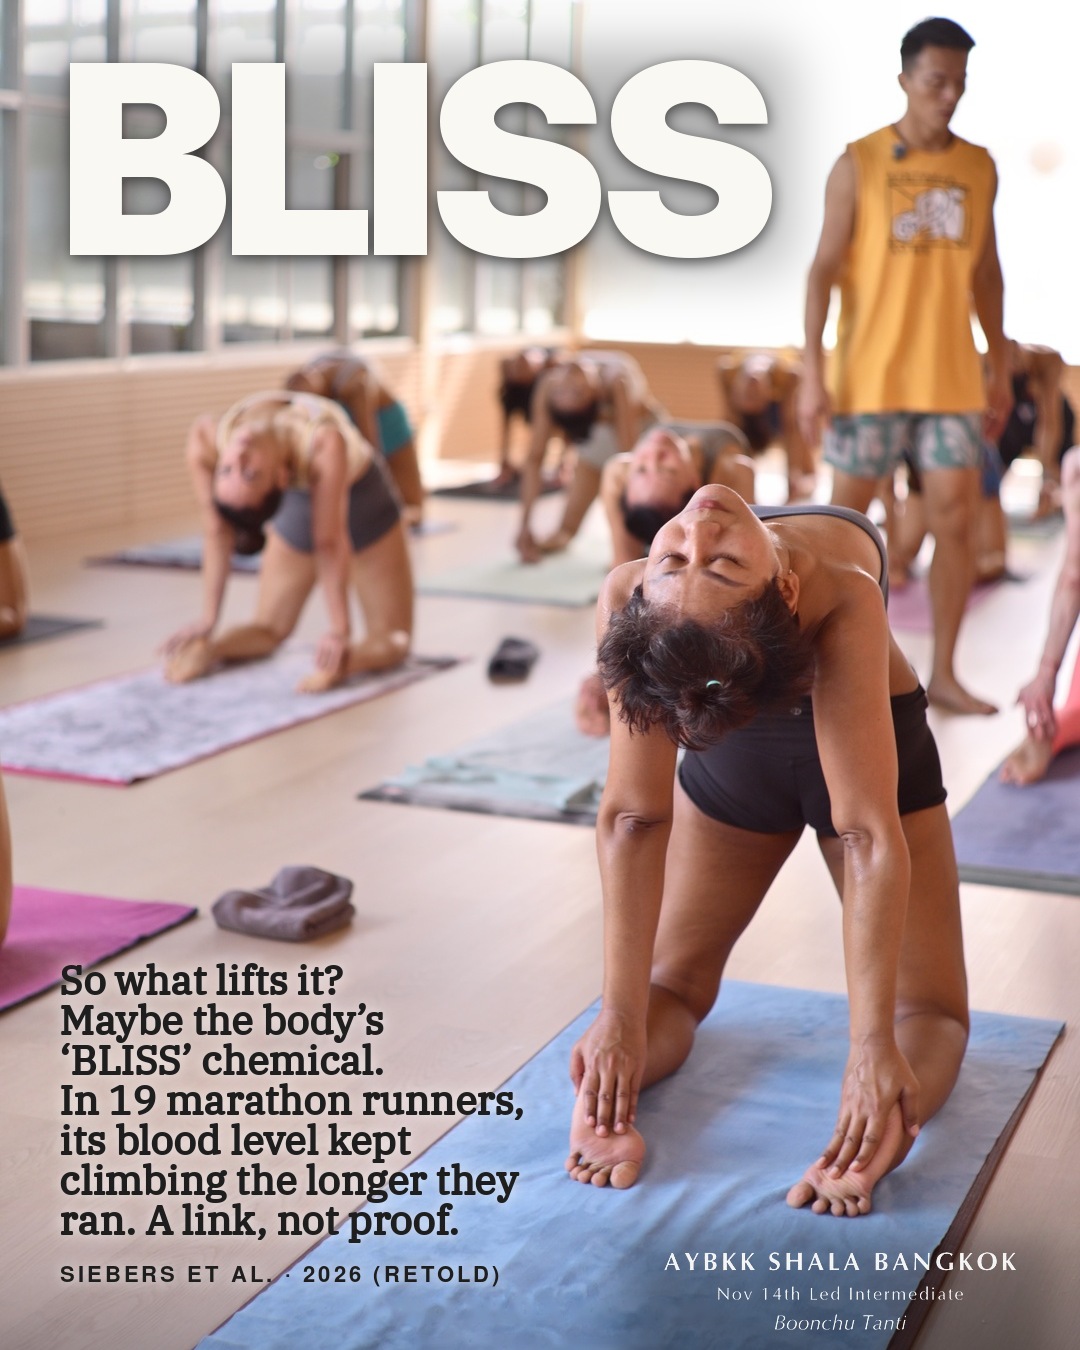 BLISS
So what lifts it?
Maybe the body’s
‘BLISS’ chemical.
In 19 marathon runners,
its blood level kept
climbing the longer they
ran. A link, not proof.
SIEBERS ET AL. · 2026 (RETOLD)
AYBKK SHALA BANGKOK
Nov 14th Led Intermediate
Boonchu Tanti